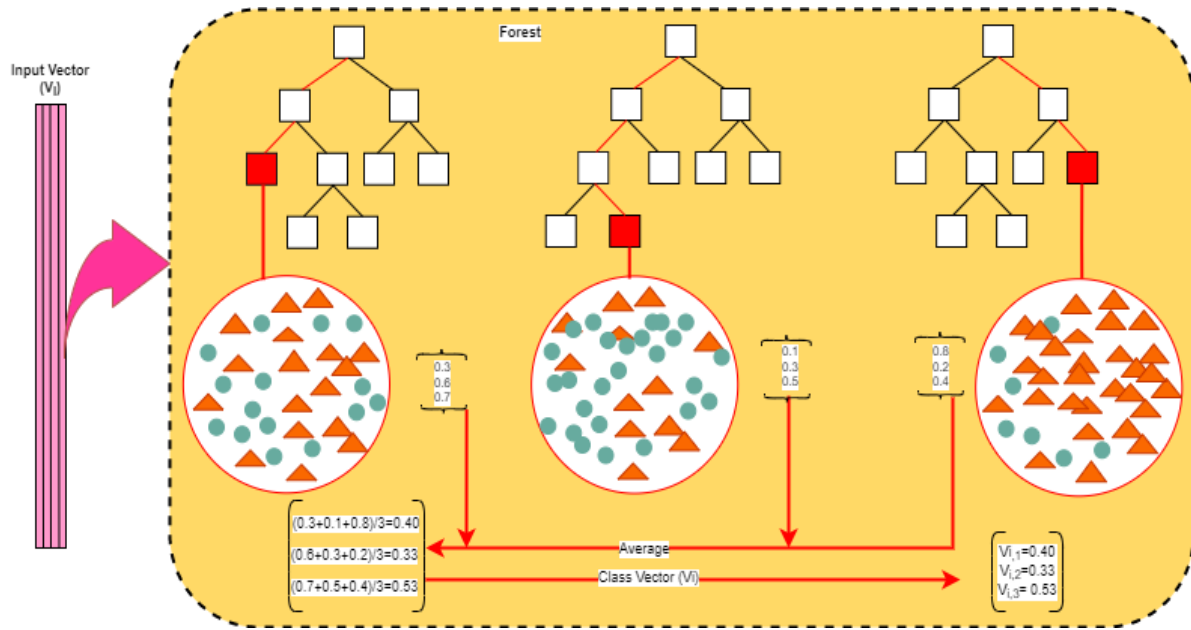 Forest
Input Vector
(VI)
0.3
0.6
0.7
0.1
0.3
0.5
0.8
0.2
0.4
(0.3+0.1+0.8)/3=0.40
(0.6+0.3+0.2)/3=0.33
(0.7+0.5+0.4)/3=0.53
Average
Class Vector (Vi)
Vi,1=0.40
Vi,2=0.33
Vi,3= 0.53